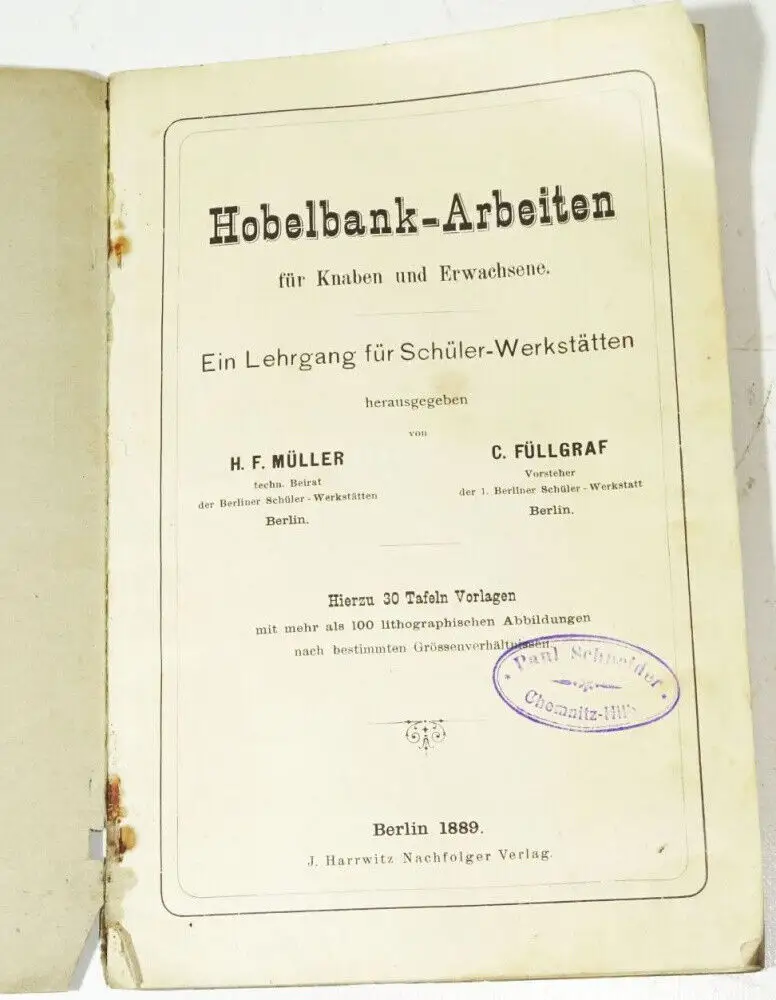 Hobelbank-Arbeiten
für Knaben und Erwachsene.
Ein Lehrgang für Schüler-Werkstätten
herausgegeben
von
H. F. MÜLLER
techn. Beirat
der Berliner Schüler-Werkstätten
Berlin.
C. FÜLLGRAF
Vorsteher
der 1. Berliner Schüler-Werkstatt
Berlin.
Hierzu 30 Tafeln Vorlagen
mit mehr als 100 lithographischen Abbildungen
nach bestimmten Grössenverhältnissen
Paul Schneider
Berlin 1889.
J. Harrwitz Nachfolger Verlag.